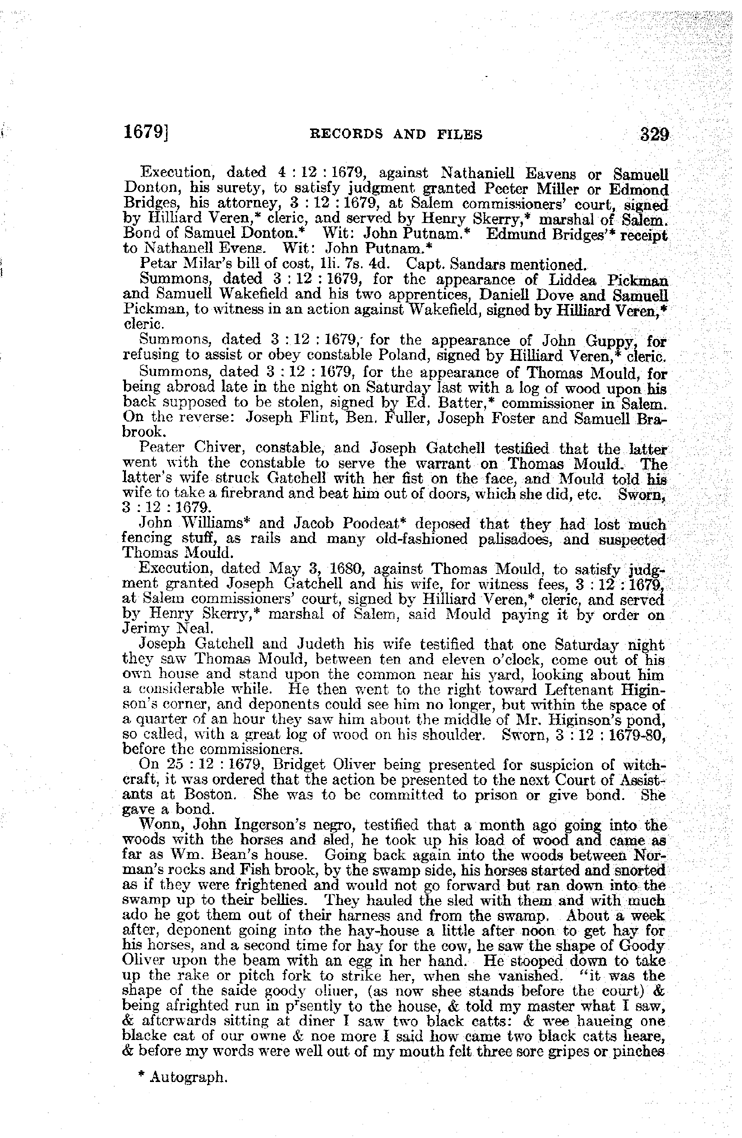 1679] RECORDS AND FILES 329
Execution, dated 4 : 12 : 1679, against Nathaniell Eavens or Samuell
Donton, his surety, to satisfy judgment granted Peeter Miller or Edmond
Bridges, his attorney, 3 : 12 : 1679, at Salem commissioners' court, signed
by Hilliard Veren,* cleric, and served by Henry Skerry,* marshal of Salem.
Bond of Samuel Donton.* Wit: John Putnam.* Edmund Bridges'* receipt
to Nathanell Evens. Wit: John Putnam.*
Petar Milar's bill of cost, 1li. 7s. 4d. Capt. Sandars mentioned.
Summons, dated 3 : 12 : 1679, for the appearance of Liddea Pickman
and Samuell Wakefield and his two apprentices, Daniell Dove and Samuell
Pickman, to witness in an action against Wakefield, signed by Hilliard Veren,*
cleric.
Summons, dated 3 : 12 : 1679, for the appearance of John Guppy, for
refusing to assist or obey constable Poland, signed by Hilliard Veren,* cleric.
Summons, dated 3 : 12 : 1679, for the appearance of Thomas Mould, for
being abroad late in the night on Saturday last with a log of wood upon his
back supposed to be stolen, signed by Ed. Batter,* commissioner in Salem.
On the reverse: Joseph Flint, Ben. Fuller, Joseph Foster and Samuell Bra-
brook.
Peater Chiver, constable, and Joseph Gatchell testified that the latter
went with the constable to serve the warrant on Thomas Mould. The
latter's wife struck Gatchell with her fist on the face, and Mould told his
wife to take a firebrand and beat him out of doors, which she did, etc. Sworn,
3 : 12 : 1679.
John Williams* and Jacob Poodeat* deposed that they had lost much
fencing stuff, as rails and many old-fashioned palisadoes, and suspected
Thomas Mould.
Execution, dated May 3, 1680, against Thomas Mould, to satisfy judg-
ment granted Joseph Gatchell and his wife, for witness fees, 3 : 12 : 1679,
at Salem commissioners' court, signed by Hilliard Veren,* cleric, and served
by Henry Skerry,* marshal of Salem, said Mould paying it by order on
Jerimy Neal.
Joseph Gatchell and Judeth his wife testified that one Saturday night
they saw Thomas Mould, between ten and eleven o'clock, come out of his
own house and stand upon the common near his yard, looking about him
a considerable while. He then went to the right toward Leftenant Higin-
son's corner, and deponents could see him no longer, but within the space of
a quarter of an hour they saw him about the middle of Mr. Higinson's pond,
so called, with a great log of wood on his shoulder. Sworn, 3 : 12 : 1679-80,
before the commissioners.
On 25 : 12 : 1679, Bridget Oliver being presented for suspicion of witch-
craft, it was ordered that the action be presented to the next Court of Assist-
ants at Boston. She was to be committed to prison or give bond. She
gave a bond.
Wonn, John Ingerson's negro, testified that a month ago going into the
woods with the horses and sled, he took up his load of wood and came as
far as Wm. Bean's house. Going back again into the woods between Nor-
man's rocks and Fish brook, by the swamp side, his horses started and snorted
as if they were frightened and would not go forward but ran down into the
swamp up to their bellies. They hauled the sled with them and with much
ado he got them out of their harness and from the swamp. About a week
after, deponent going into the hay-house a little after noon to get hay for
his horses, and a second time for hay for the cow, he saw the shape of Goody
Oliver upon the beam with an egg in her hand. He stooped down to take
up the rake or pitch fork to strike her, when she vanished. "it was the
shape of the saide goody oliuer, (as now shee stands before the court) &
being afrighted run in pʳsently to the house, & told my master what I saw,
& afterwards sitting at diner I saw two black catts: & wee haueing one
blacke cat of our owne & noe more I said how came two black catts heare,
& before my words were well out of my mouth felt three sore gripes or pinches
* Autograph.